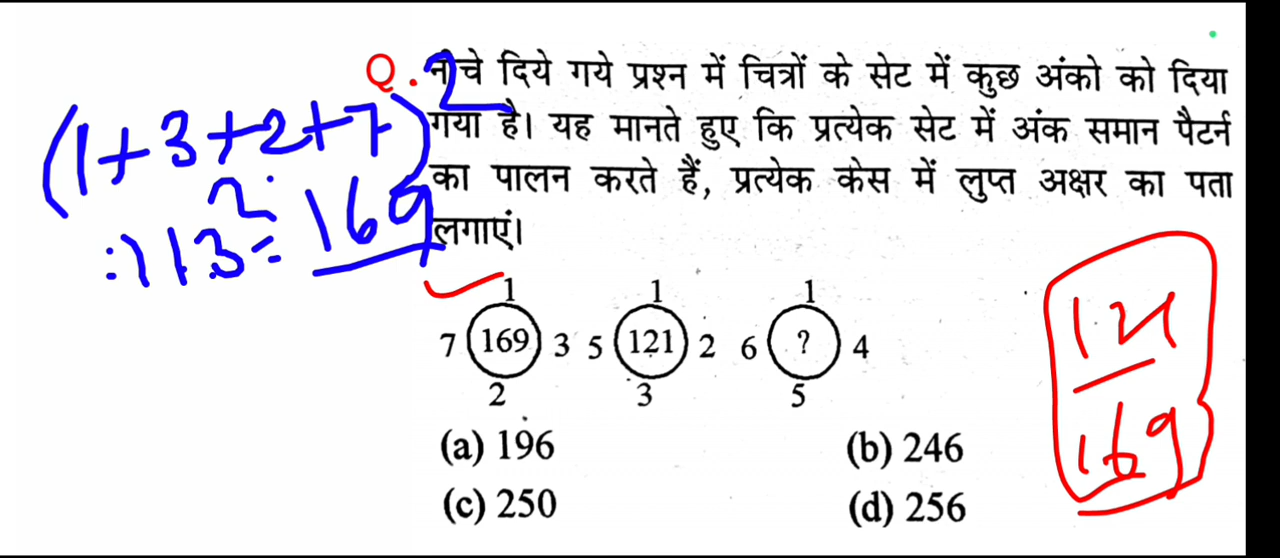 Q. नीचे दिये गये प्रश्न में चित्रों के सेट में कुछ अंको को दिया
गया है। यह मानते हुए कि प्रत्येक सेट में अंक समान पैटर्न
का पालन करते हैं, प्रत्येक केस में लुप्त अक्षर का पता
लगाएं।
(1+3+2+7)2
:)132= 169
1 1 1
7 169 3 5 121 2 6 ? 4
2 3 5
(a) 196 (b) 246
(c) 250 (d) 256
121
169